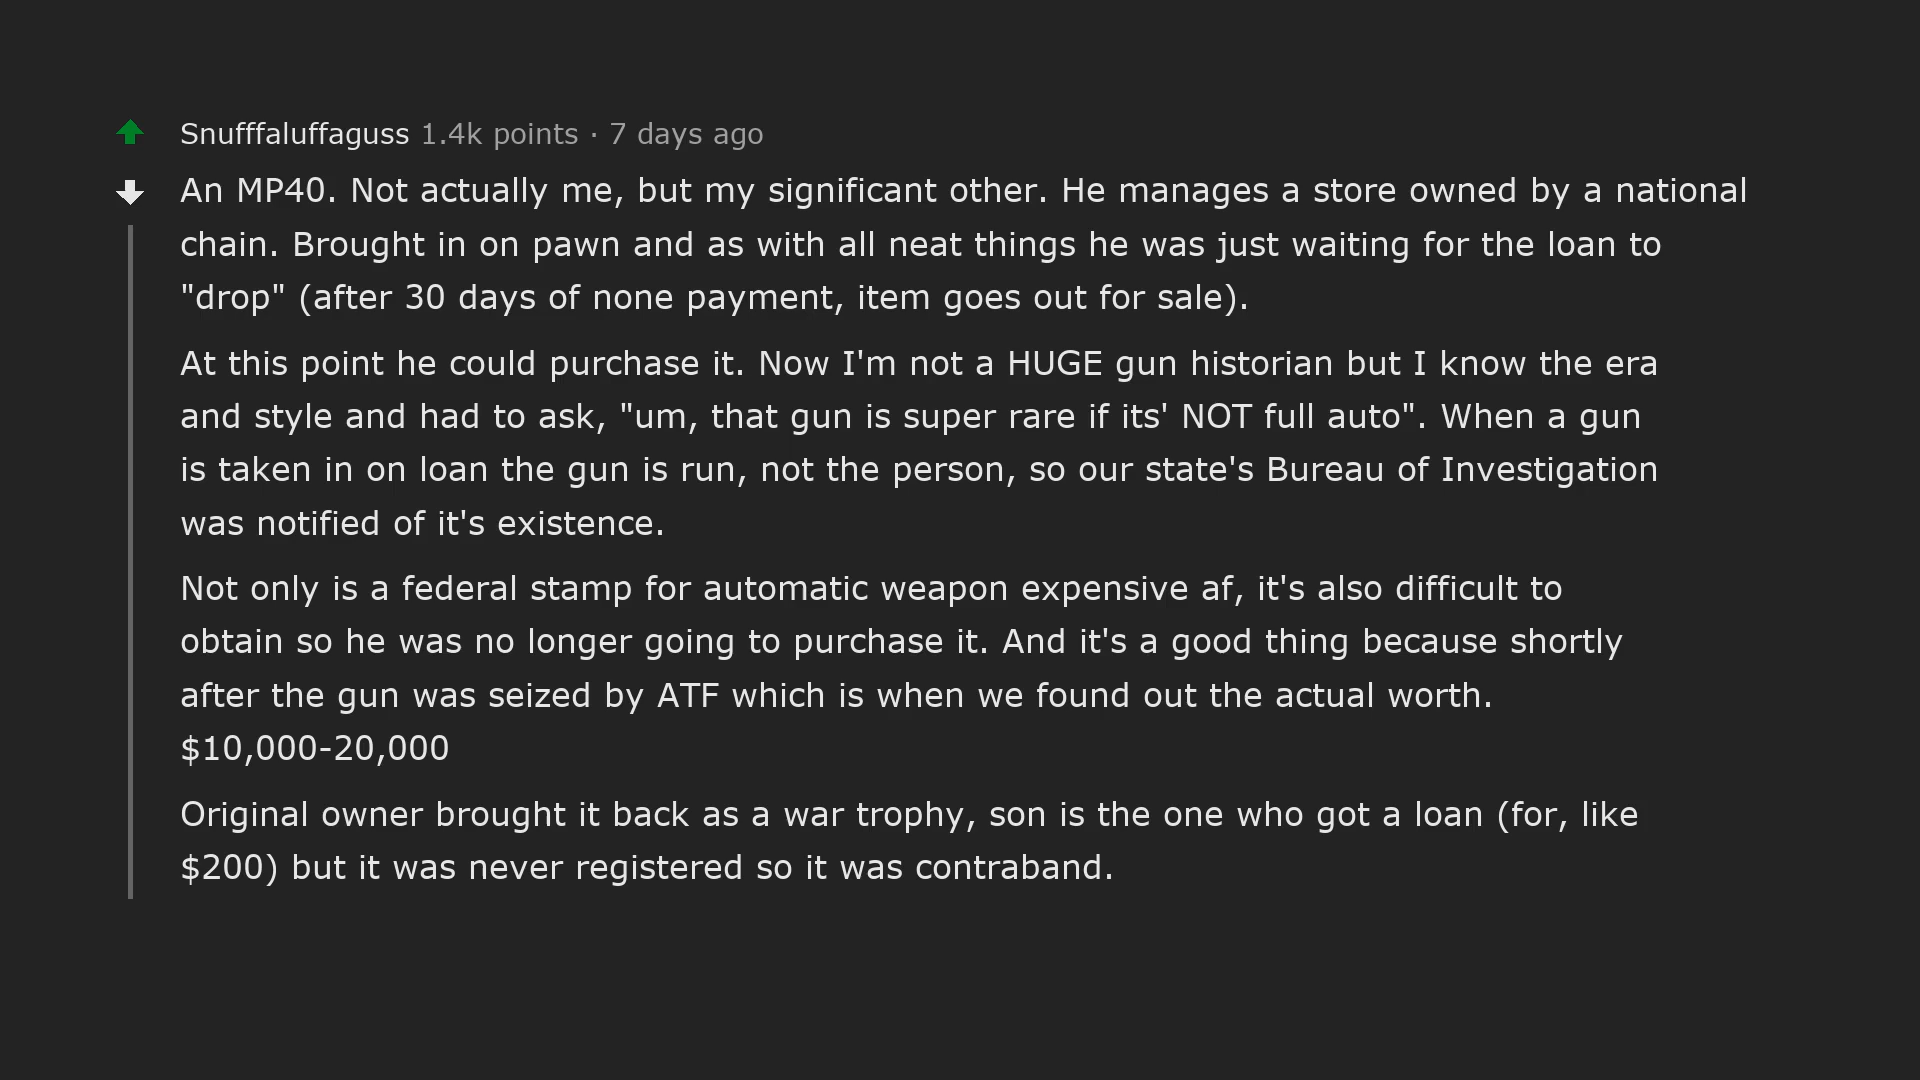 Snufffaluffaguss 1.4k points · 7 days ago
An MP40. Not actually me, but my significant other. He manages a store owned by a national
chain. Brought in on pawn and as with all neat things he was just waiting for the loan to
"drop" (after 30 days of none payment, item goes out for sale).
At this point he could purchase it. Now I'm not a HUGE gun historian but I know the era
and style and had to ask, "um, that gun is super rare if its' NOT full auto". When a gun
is taken in on loan the gun is run, not the person, so our state's Bureau of Investigation
was notified of it's existence.
Not only is a federal stamp for automatic weapon expensive af, it's also difficult to
obtain so he was no longer going to purchase it. And it's a good thing because shortly
after the gun was seized by ATF which is when we found out the actual worth.
$10,000-20,000
Original owner brought it back as a war trophy, son is the one who got a loan (for, like
$200) but it was never registered so it was contraband.